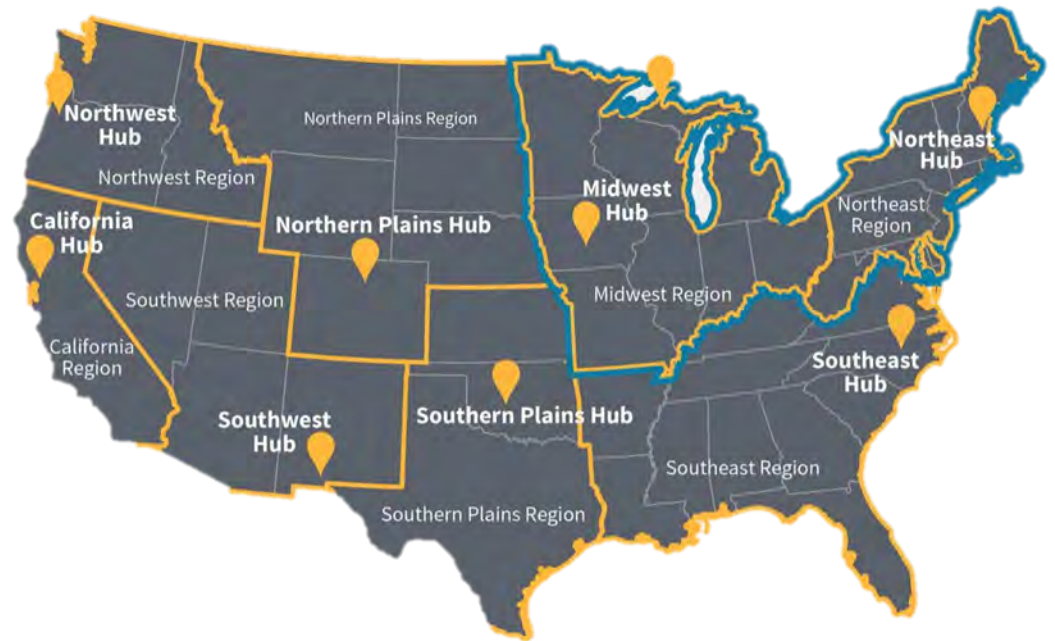 Northern Plains Region
Northwest
Hub
Northeast
Hub
Northwest Region
Midwest
Hub
Northeast
Region
California
Hub
Northern Plains Hub
Southwest Region
Midwest Region
California
Region
Southeast
Hub
Southwest
Hub
Southern Plains Hub
Southeast Region
Southern Plains Region